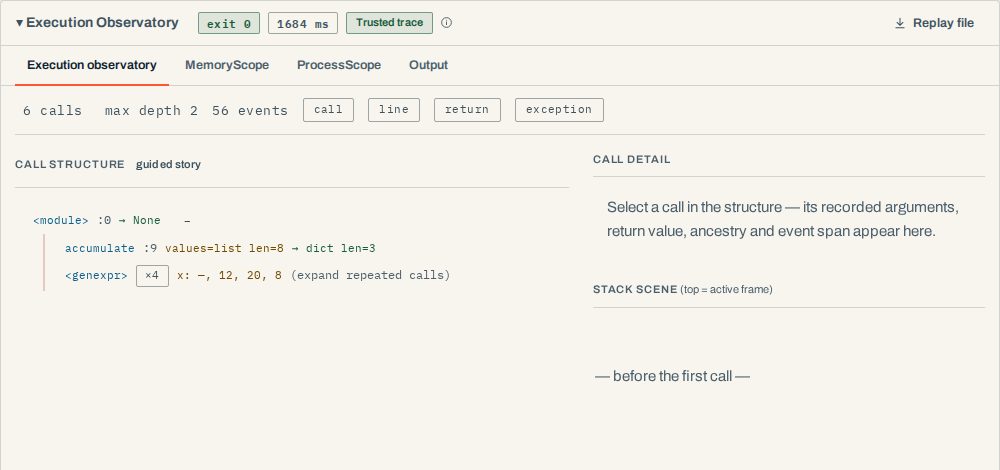 ▾ Execution Observatory exit 0 1684 ms Trusted trace ⓘ Replay file
Execution observatory MemoryScope ProcessScope Output
6 calls max depth 2 56 events call line return exception
CALL STRUCTURE guided story
<module> :0 → None –
accumulate :9 values=list len=8 → dict len=3
<genexpr> ×4 x: —, 12, 20, 8 (expand repeated calls)
CALL DETAIL
Select a call in the structure — its recorded arguments,
return value, ancestry and event span appear here.
STACK SCENE (top = active frame)
— before the first call —